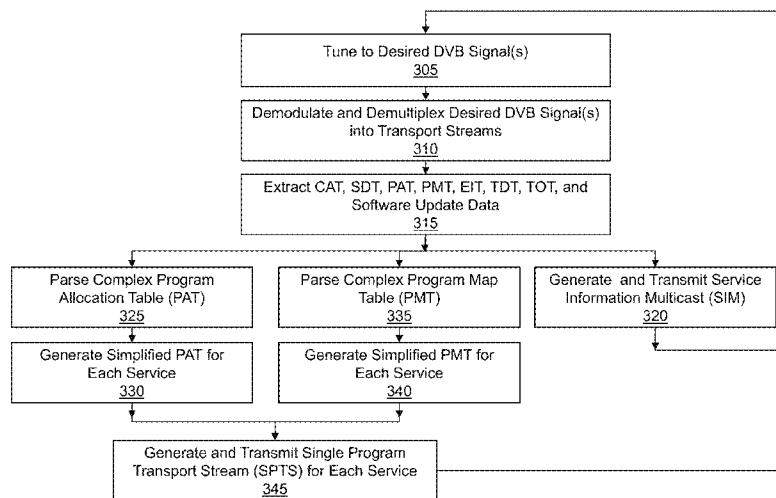 Tune to Desired DVB Signal(s)
305
Demodulate and Demultiplex Desired DVB Signal(s)
into Transport Streams
310
Extract CAT, SDT, PAT, PMT, EIT, TDT, TOT, and
Software Update Data
315
Parse Complex Program
Allocation Table (PAT)
325
Parse Complex Program Map
Table (PMT)
335
Generate and Transmit Service
Information Multicast (SIM)
320
Generate Simplified PAT for
Each Service
330
Generate Simplified PMT for
Each Service
340
Generate and Transmit Single Program
Transport Stream (SPTS) for Each Service
345